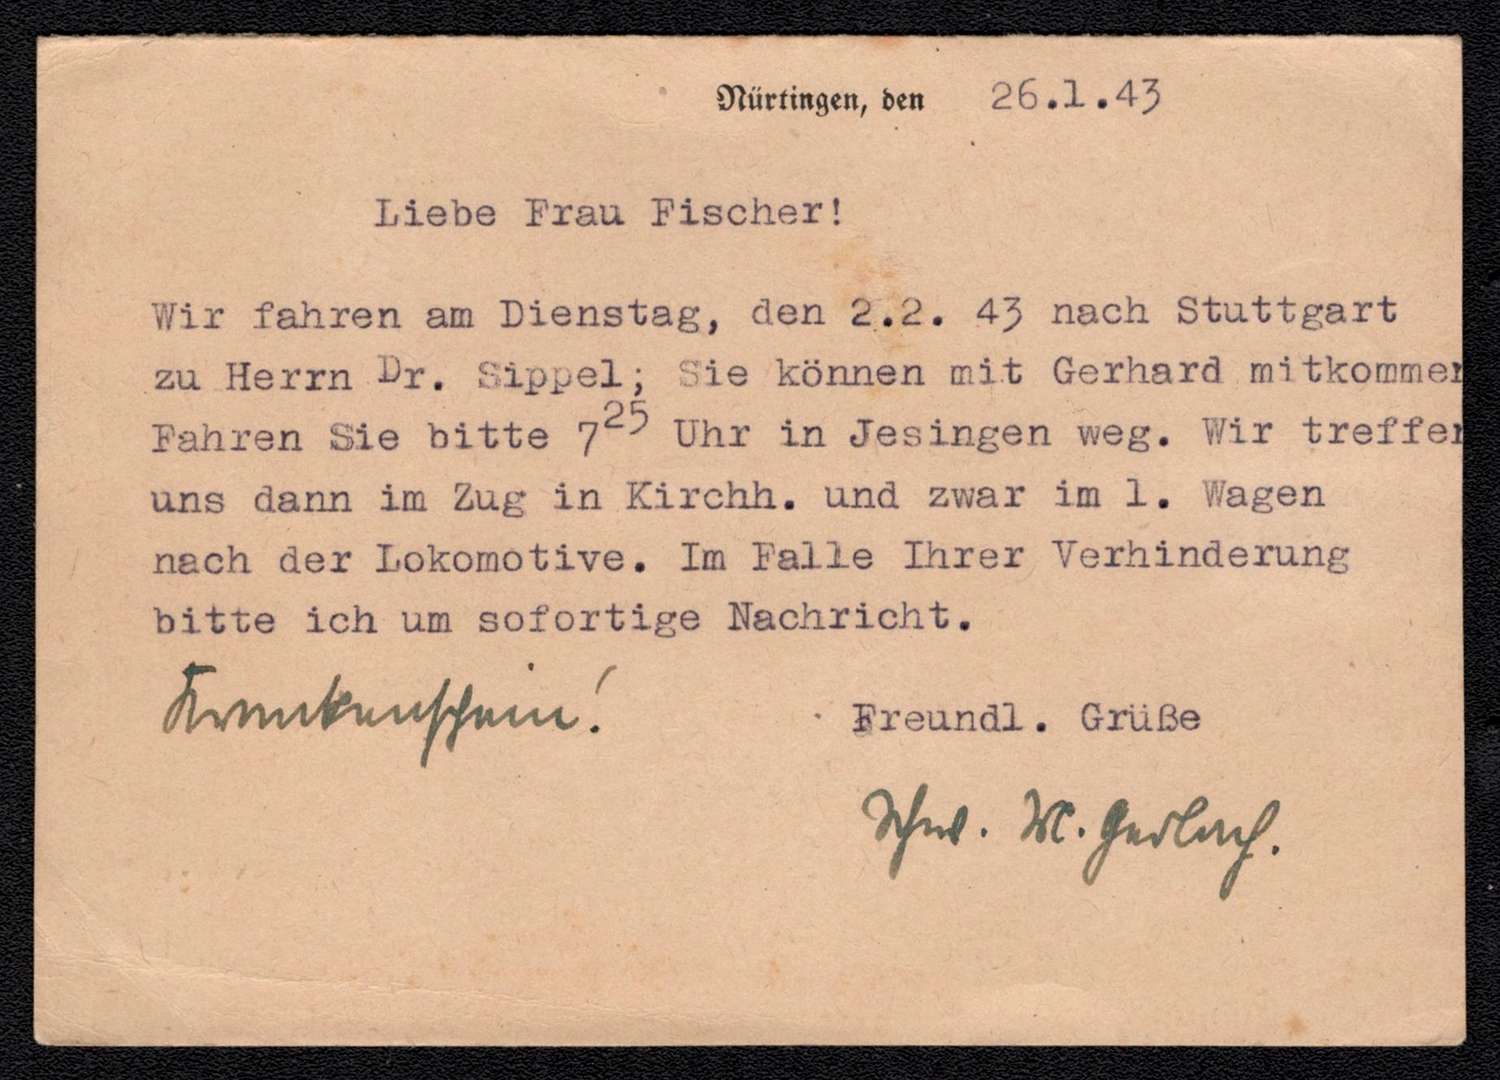 Nürtingen, den 26.1.43
Liebe Frau Fischer!
Wir fahren am Dienstag, den 2.2. 43 nach Stuttgart
zu Herrn Dr. Sippel; Sie können mit Gerhard mitkommen
Fahren Sie bitte 7²⁵ Uhr in Jesingen weg. Wir treffen
uns dann im Zug in Kirchh. und zwar im 1. Wagen
nach der Lokomotive. Im Falle Ihrer Verhinderung
bitte ich um sofortige Nachricht.
Krankenschein!
Freundl. Grüße
Schw. M. Gerlach.